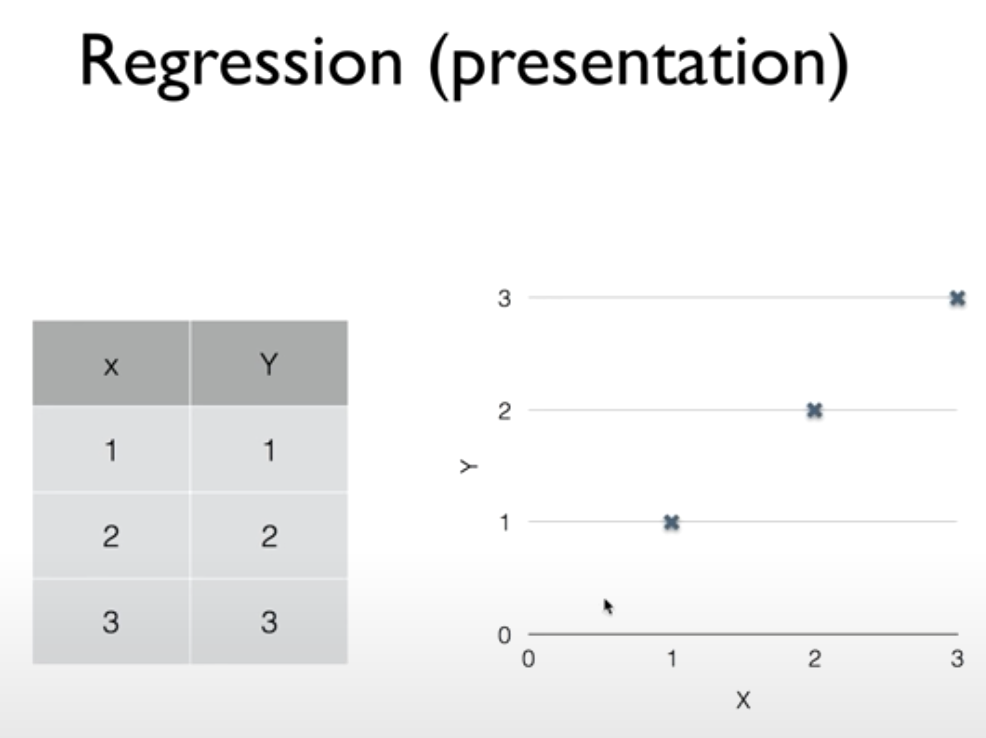 Regression (presentation)
x Y
1 1
2 2
3 3
3
2
1
0
Y
0 1 2 3
X